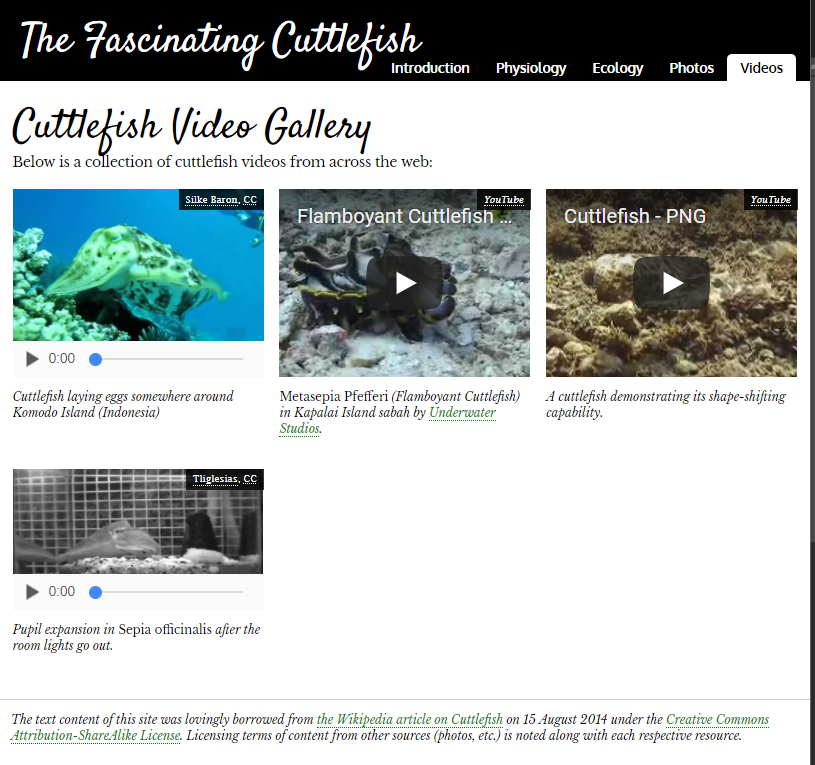 The Fascinating Cuttlefish
Introduction Physiology Ecology Photos Videos
Cuttlefish Video Gallery
Below is a collection of cuttlefish videos from across the web:
Silke Baron, CC
0:00
Cuttlefish laying eggs somewhere around
Komodo Island (Indonesia)
YouTube
Flamboyant Cuttlefish ...
Metasepia Pfefferi (Flamboyant Cuttlefish)
in Kapalai Island sabah by Underwater
Studios.
YouTube
Cuttlefish - PNG
A cuttlefish demonstrating its shape-shifting
capability.
Tliglesias, CC
0:00
Pupil expansion in Sepia officinalis after the
room lights go out.
The text content of this site was lovingly borrowed from the Wikipedia article on Cuttlefish on 15 August 2014 under the Creative Commons
Attribution-ShareAlike License. Licensing terms of content from other sources (photos, etc.) is noted along with each respective resource.